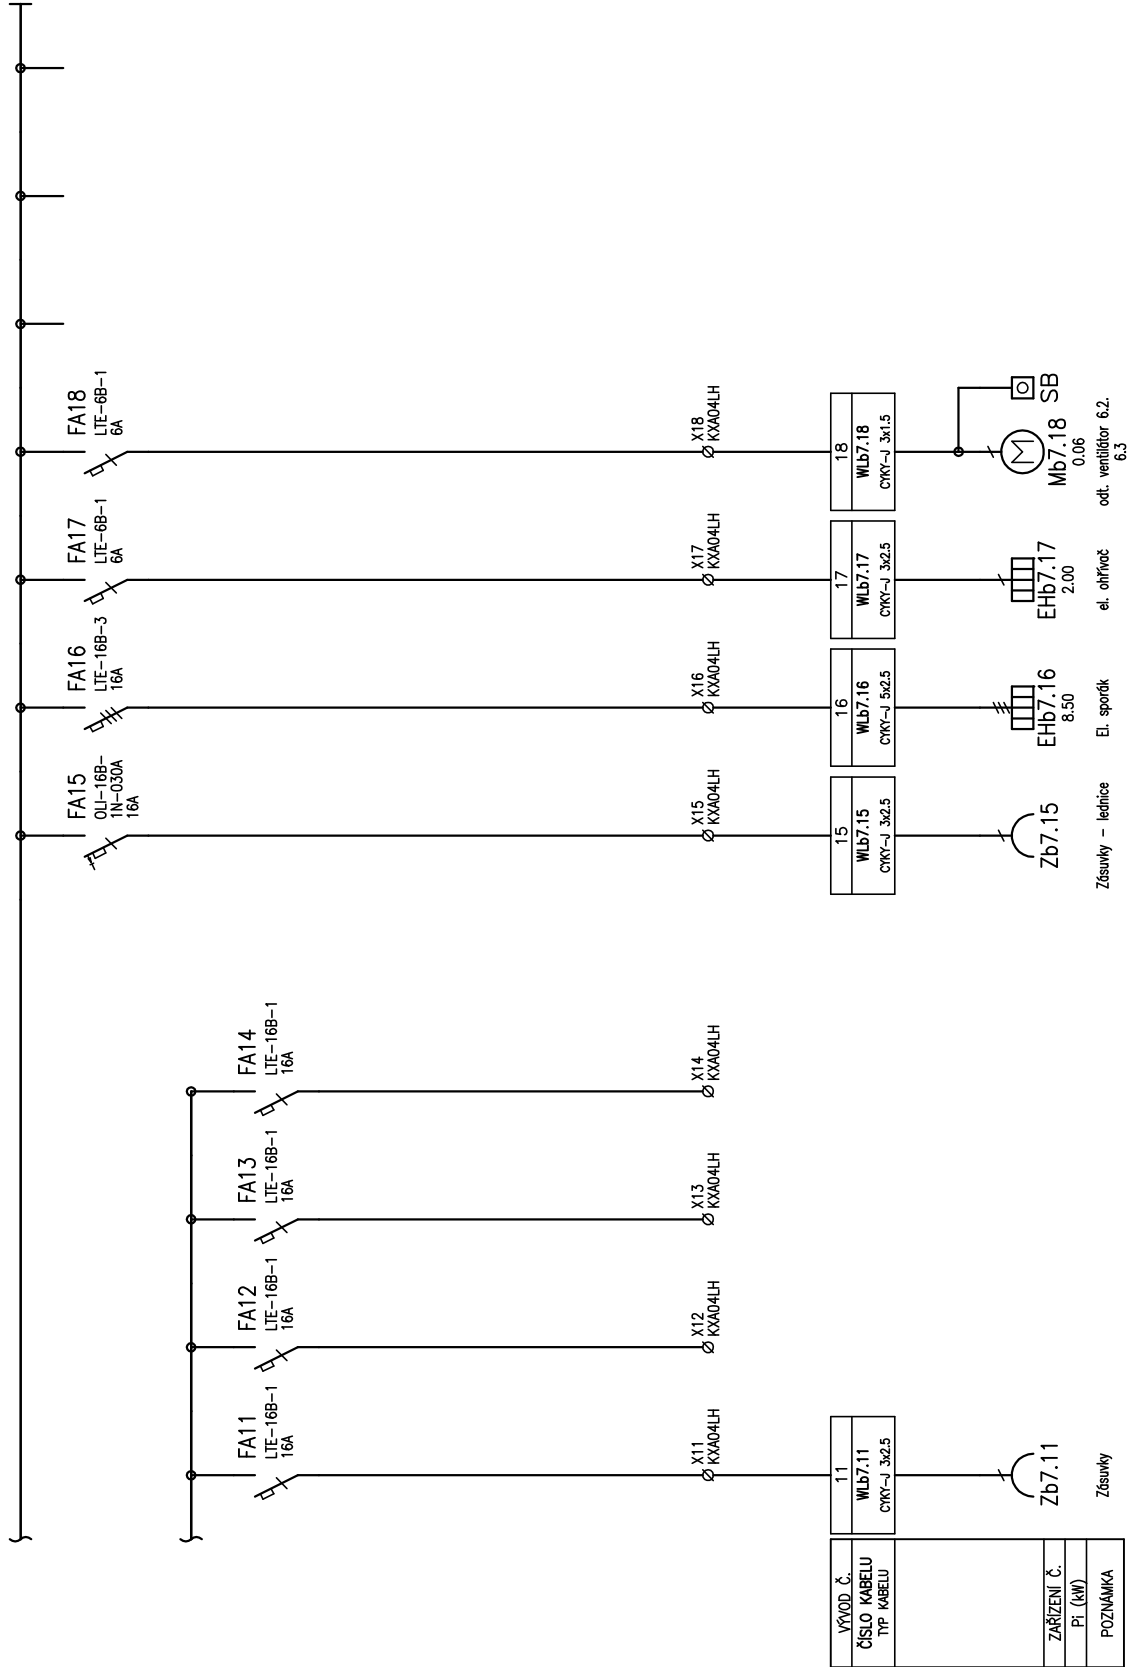 FA11
LTE-16B-1
16A
FA12
LTE-16B-1
16A
FA13
LTE-16B-1
16A
FA14
LTE-16B-1
16A
FA15
OLI-16B-
1N-030A
16A
FA16
LTE-16B-3
16A
FA17
LTE-6B-1
6A
FA18
LTE-6B-1
6A
X11
KXA04LH
X12
KXA04LH
X13
KXA04LH
X14
KXA04LH
X15
KXA04LH
X16
KXA04LH
X17
KXA04LH
X18
KXA04LH
VÝVOD Č.
ČÍSLO KABELU
TYP KABELU
ZAŘÍZENÍ Č.
Pi (kW)
POZNÁMKA
11
WLb7.11
CYKY-J 3x2.5
Zb7.11
Zásuvky
15
WLb7.15
CYKY-J 3x2.5
Zb7.15
Zásuvky - lednice
16
WLb7.16
CYKY-J 5x2.5
EHb7.16
8.50
El. sporák
17
WLb7.17
CYKY-J 3x2.5
EHb7.17
2.00
el. ohřívač
18
WLb7.18
CYKY-J 3x1.5
M
SB
Mb7.18
0.06
odt. ventilátor 6.2.
6.3